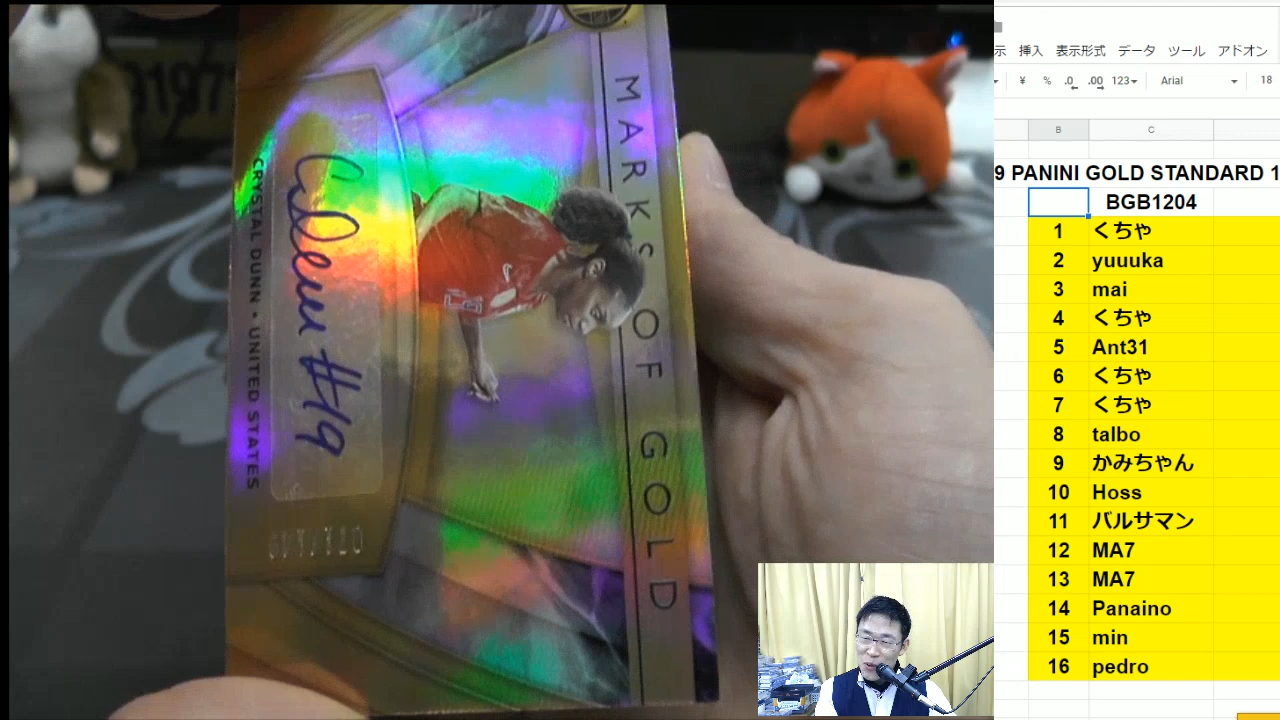 MARKS OF GOLD
CRYSTAL DUNN • UNITED STATES
#19
示 挿入 表示形式 データ ツール アドオン
¥ % .0 .00 123 Arial 18
B C
9 PANINI GOLD STANDARD 1
BGB1204
1 くちゃ
2 yuuuka
3 mai
4 くちゃ
5 Ant31
6 くちゃ
7 くちゃ
8 talbo
9 かみちゃん
10 Hoss
11 バルサマン
12 MA7
13 MA7
14 Panaino
15 min
16 pedro